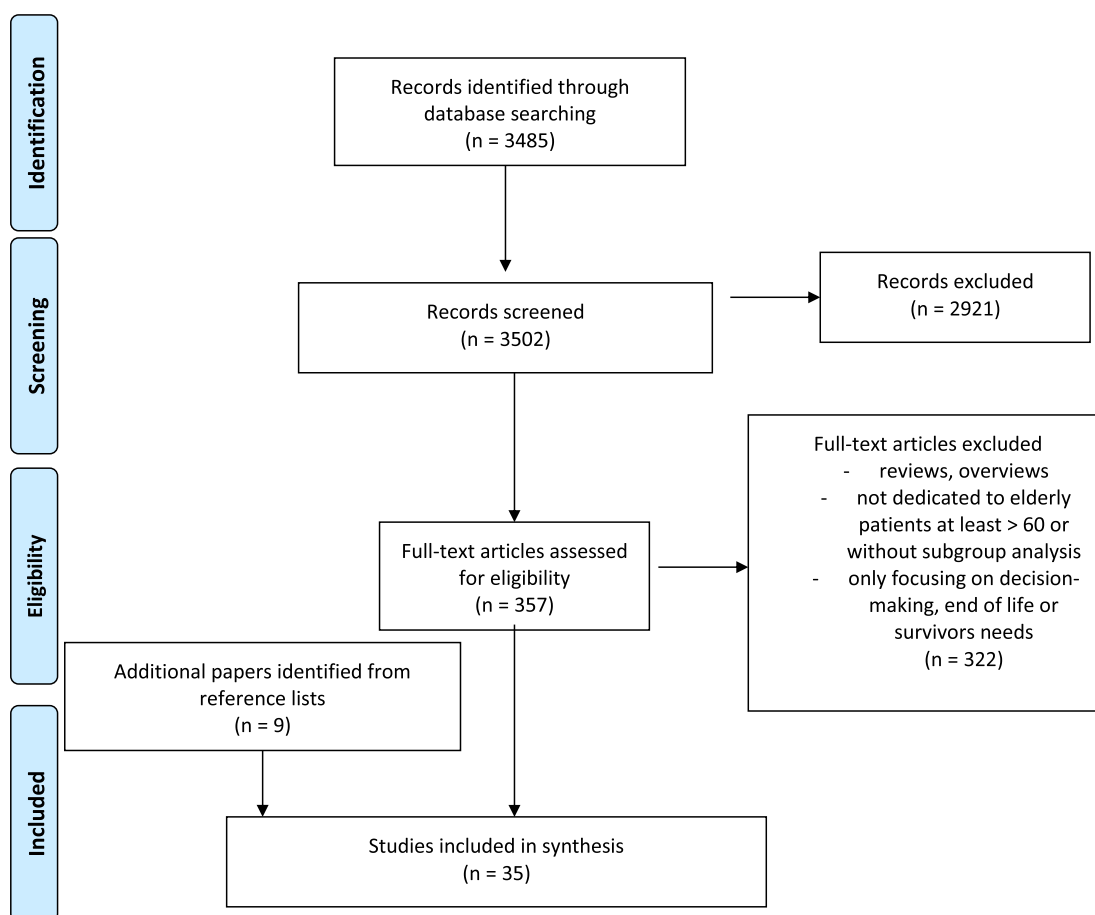 Identification
Records identified through
database searching
(n = 3485)
Screening
Records screened
(n = 3502)
Records excluded
(n = 2921)
Eligibility
Full-text articles assessed
for eligibility
(n = 357)
Full-text articles excluded
- reviews, overviews
- not dedicated to elderly
patients at least > 60 or
without subgroup analysis
- only focusing on decision-
making, end of life or
survivors needs
(n = 322)
Additional papers identified from
reference lists
(n = 9)
Included
Studies included in synthesis
(n = 35)